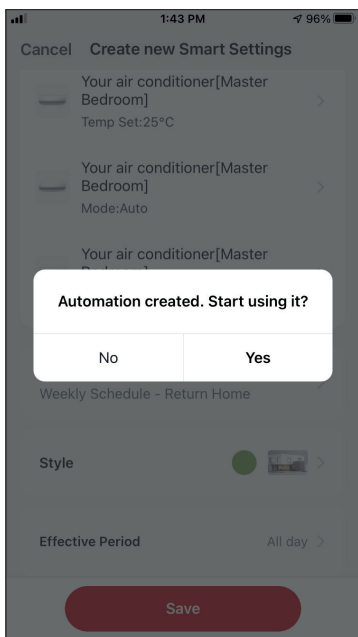 1:43 PM
96%
Cancel Create new Smart Settings
Your air conditioner[Master
Bedroom]
Temp Set:25°C
Your air conditioner[Master
Bedroom]
Mode:Auto
Your air conditioner[Master
Automation created. Start using it?
No Yes
Weekly Schedule - Return Home
Style
Effective Period All day
Save